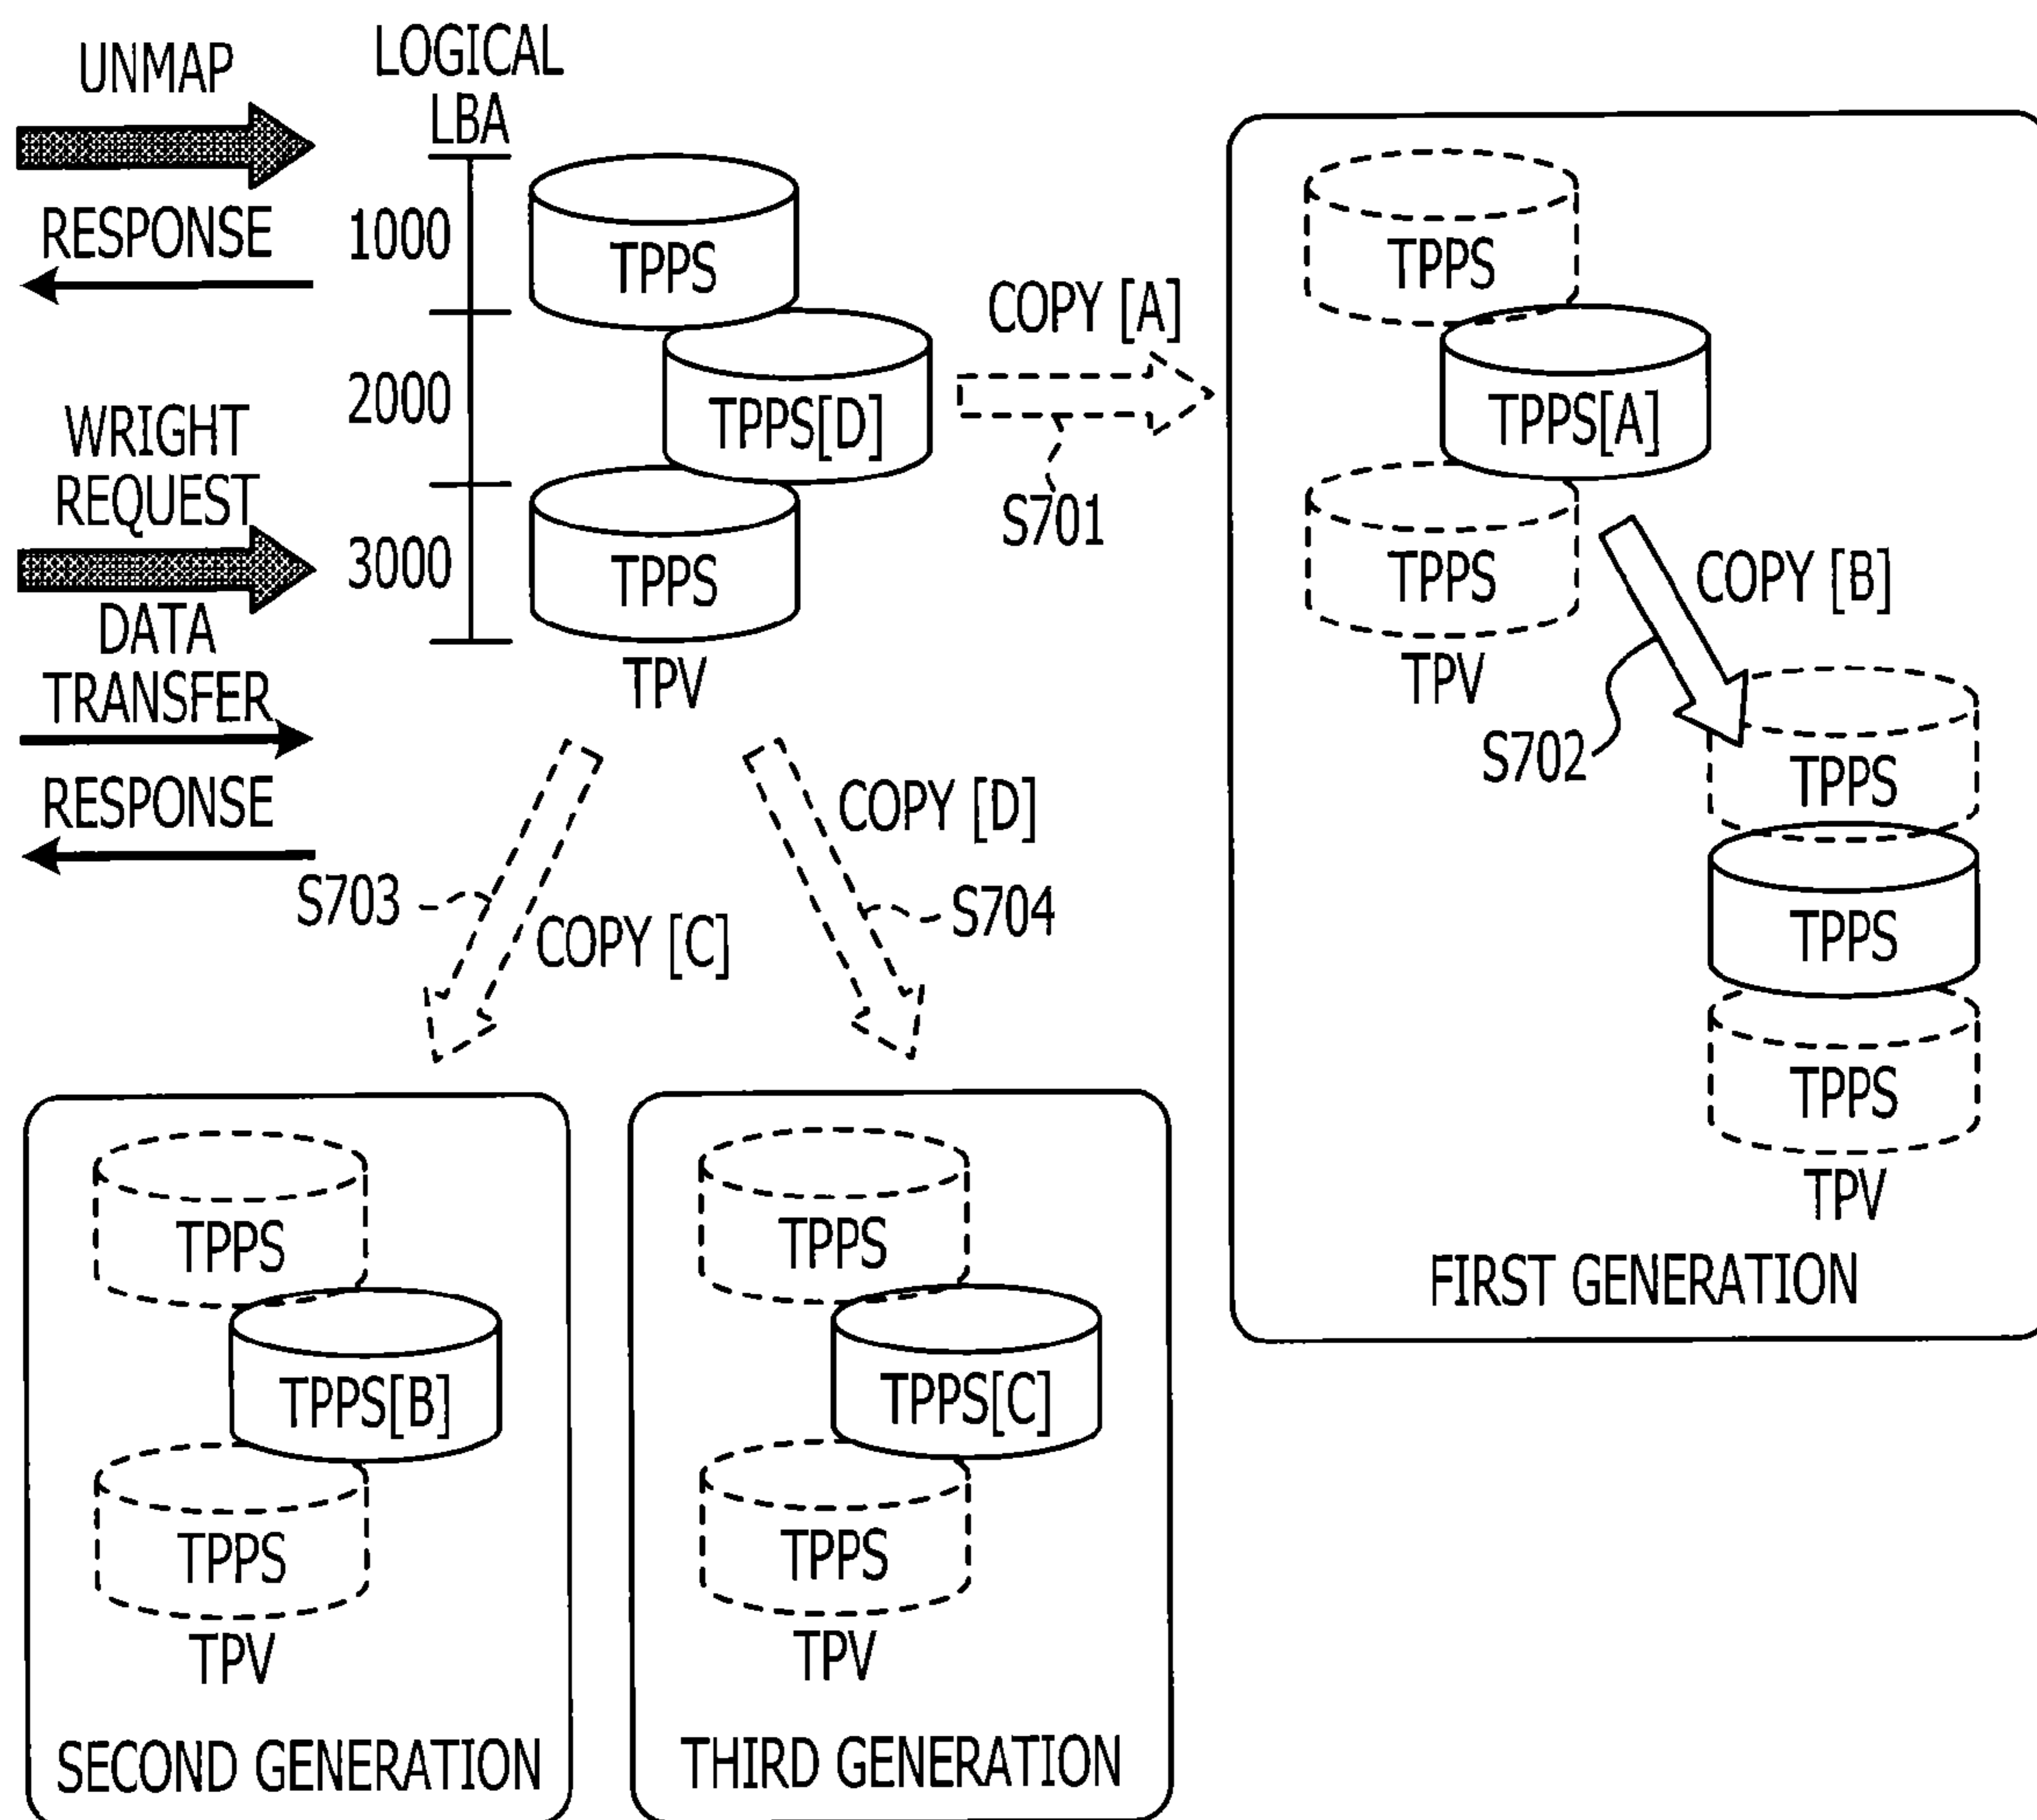 UNMAP
RESPONSE
WRIGHT
REQUEST
DATA
TRANSFER
RESPONSE
LOGICAL
LBA
1000
2000
3000
TPPS
TPPS[D]
TPPS
TPV
COPY [A]
S701
TPPS
TPPS[A]
TPPS
TPV
COPY [B]
S702
TPPS
TPPS
TPPS
TPV
FIRST GENERATION
S703
COPY [C]
COPY [D]
S704
TPPS
TPPS[B]
TPPS
TPV
SECOND GENERATION
TPPS
TPPS[C]
TPPS
TPV
THIRD GENERATION